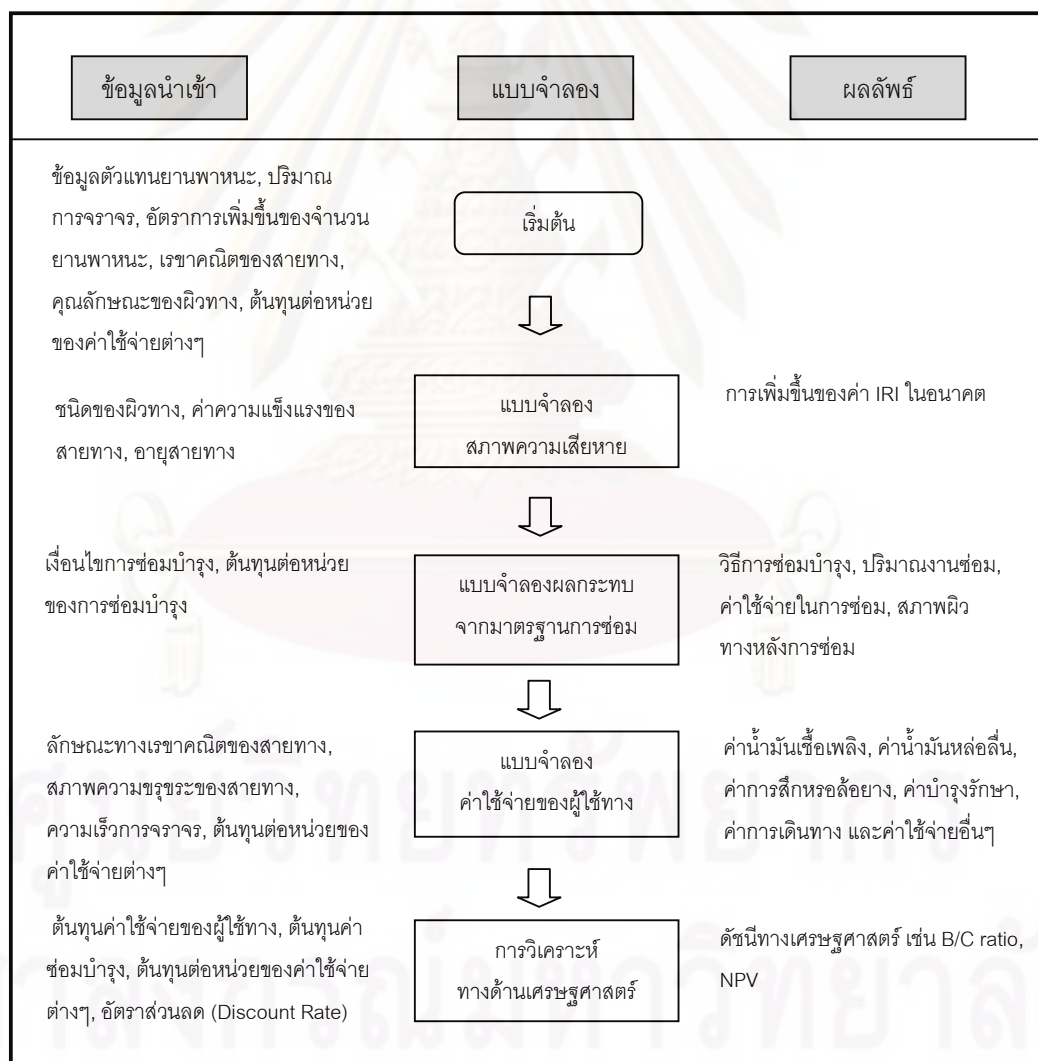 ข้อมูลนำเข้า
แบบจำลอง
ผลลัพธ์
ข้อมูลตัวแทนยานพาหนะ, ปริมาณ
การจราจร, อัตราการเพิ่มขึ้นของจำนวน
ยานพาหนะ, เรขาคณิตของสายทาง,
คุณลักษณะของผิวทาง, ต้นทุนต่อหน่วย
ของค่าใช้จ่ายต่างๆ
เริ่มต้น
ชนิดของผิวทาง, ค่าความแข็งแรงของ
สายทาง, อายุสายทาง
แบบจำลอง
สภาพความเสียหาย
การเพิ่มขึ้นของค่า IRI ในอนาคต
เงื่อนไขการซ่อมบำรุง, ต้นทุนต่อหน่วย
ของการซ่อมบำรุง
แบบจำลองผลกระทบ
จากมาตรฐานการซ่อม
วิธีการซ่อมบำรุง, ปริมาณงานซ่อม,
ค่าใช้จ่ายในการซ่อม, สภาพผิว
ทางหลังการซ่อม
ลักษณะทางเรขาคณิตของสายทาง,
สภาพความขรุขระของสายทาง,
ความเร็วการจราจร, ต้นทุนต่อหน่วยของ
ค่าใช้จ่ายต่างๆ
แบบจำลอง
ค่าใช้จ่ายของผู้ใช้ทาง
ค่าน้ำมันเชื้อเพลิง, ค่าน้ำมันหล่อลื่น,
ค่าการสึกหรอล้อยาง, ค่าบำรุงรักษา,
ค่าการเดินทาง และค่าใช้จ่ายอื่นๆ
ต้นทุนค่าใช้จ่ายของผู้ใช้ทาง, ต้นทุนค่า
ซ่อมบำรุง, ต้นทุนต่อหน่วยของค่าใช้จ่าย
ต่างๆ, อัตราส่วนลด (Discount Rate)
การวิเคราะห์
ทางด้านเศรษฐศาสตร์
ดัชนีทางเศรษฐศาสตร์ เช่น B/C ratio,
NPV
ศูนย์วิทยทรัพยากร
าลงกรณ์มหาวิทยาลั